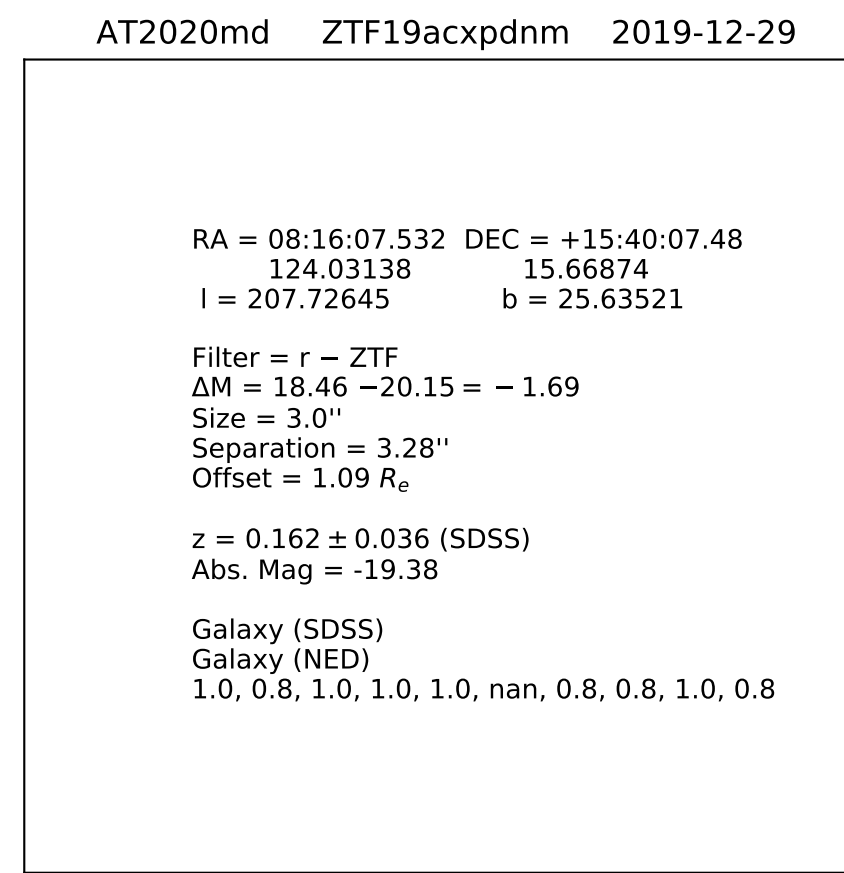 AT2020md ZTF19acxpdnm 2019-12-29
RA = 08:16:07.532 DEC = +15:40:07.48
124.03138 15.66874
l = 207.72645 b = 25.63521
Filter = r − ZTF
ΔM = 18.46 −20.15 = − 1.69
Size = 3.0''
Separation = 3.28''
Offset = 1.09 Rₑ
z = 0.162 ± 0.036 (SDSS)
Abs. Mag = -19.38
Galaxy (SDSS)
Galaxy (NED)
1.0, 0.8, 1.0, 1.0, 1.0, nan, 0.8, 0.8, 1.0, 0.8